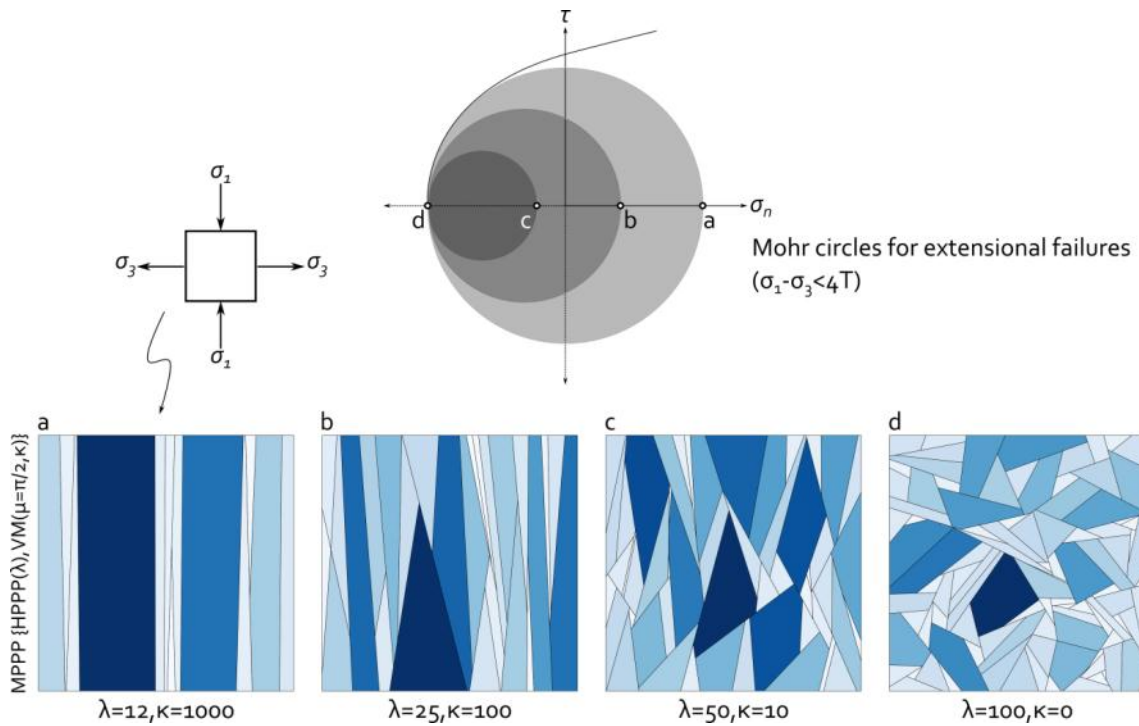 τ
σ₁
σ₃
σ₃
σ₁
d
c
b
a
σₙ
Mohr circles for extensional failures
(σ₁-σ₃<4T)
a
b
c
d
MPPP {HPPP(λ),VM(μ=π/2,κ)}
λ=12,κ=1000
λ=25,κ=100
λ=50,κ=10
λ=100,κ=0